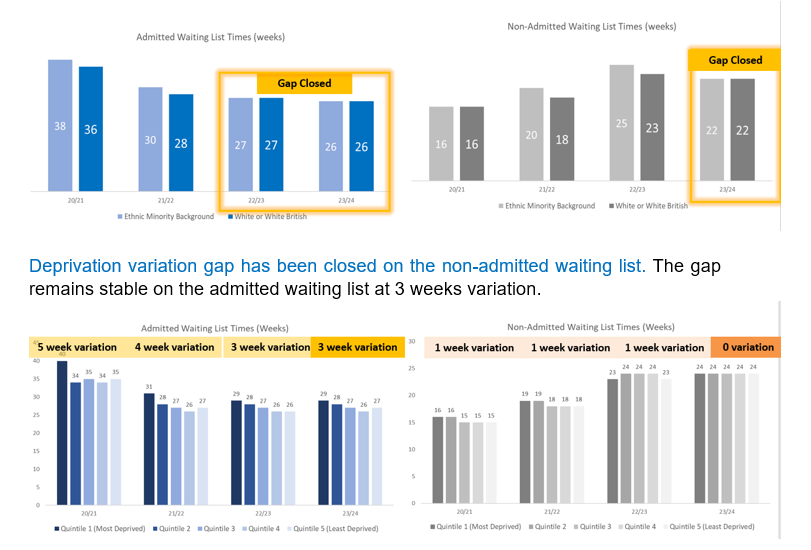 Admitted Waiting List Times (weeks)
Gap Closed
38
36
30
28
27
27
26
26
20/21
21/22
22/23
23/24
Ethnic Minority Background
White or White British
Non-Admitted Waiting List Times (weeks)
Gap Closed
16
16
20
18
25
23
22
22
20/21
21/22
22/23
23/24
Ethnic Minority Background
White or White British
Deprivation variation gap has been closed on the non-admitted waiting list. The gap
remains stable on the admitted waiting list at 3 weeks variation.
Admitted Waiting List Times (Weeks)
5 week variation
4 week variation
3 week variation
3 week variation
45
40
35
30
25
20
15
10
5
0
40
34
35
34
35
31
28
27
26
27
29
28
27
26
26
29
28
27
26
27
20/21
21/22
22/23
23/24
Quintile 1 (Most Deprived)
Quintile 2
Quintile 3
Quintile 4
Quintile 5 (Least Deprived)
Non-Admitted Waiting List Times (Weeks)
1 week variation
1 week variation
1 week variation
0 variation
30
25
20
15
10
5
0
16
16
15
15
15
19
19
18
18
18
23
24
24
24
23
24
24
24
24
24
20/21
21/22
22/23
23/24
Quintile 1 (Most Deprived)
Quintile 2
Quintile 3
Quintile 4
Quintile 5 (Least Deprived)